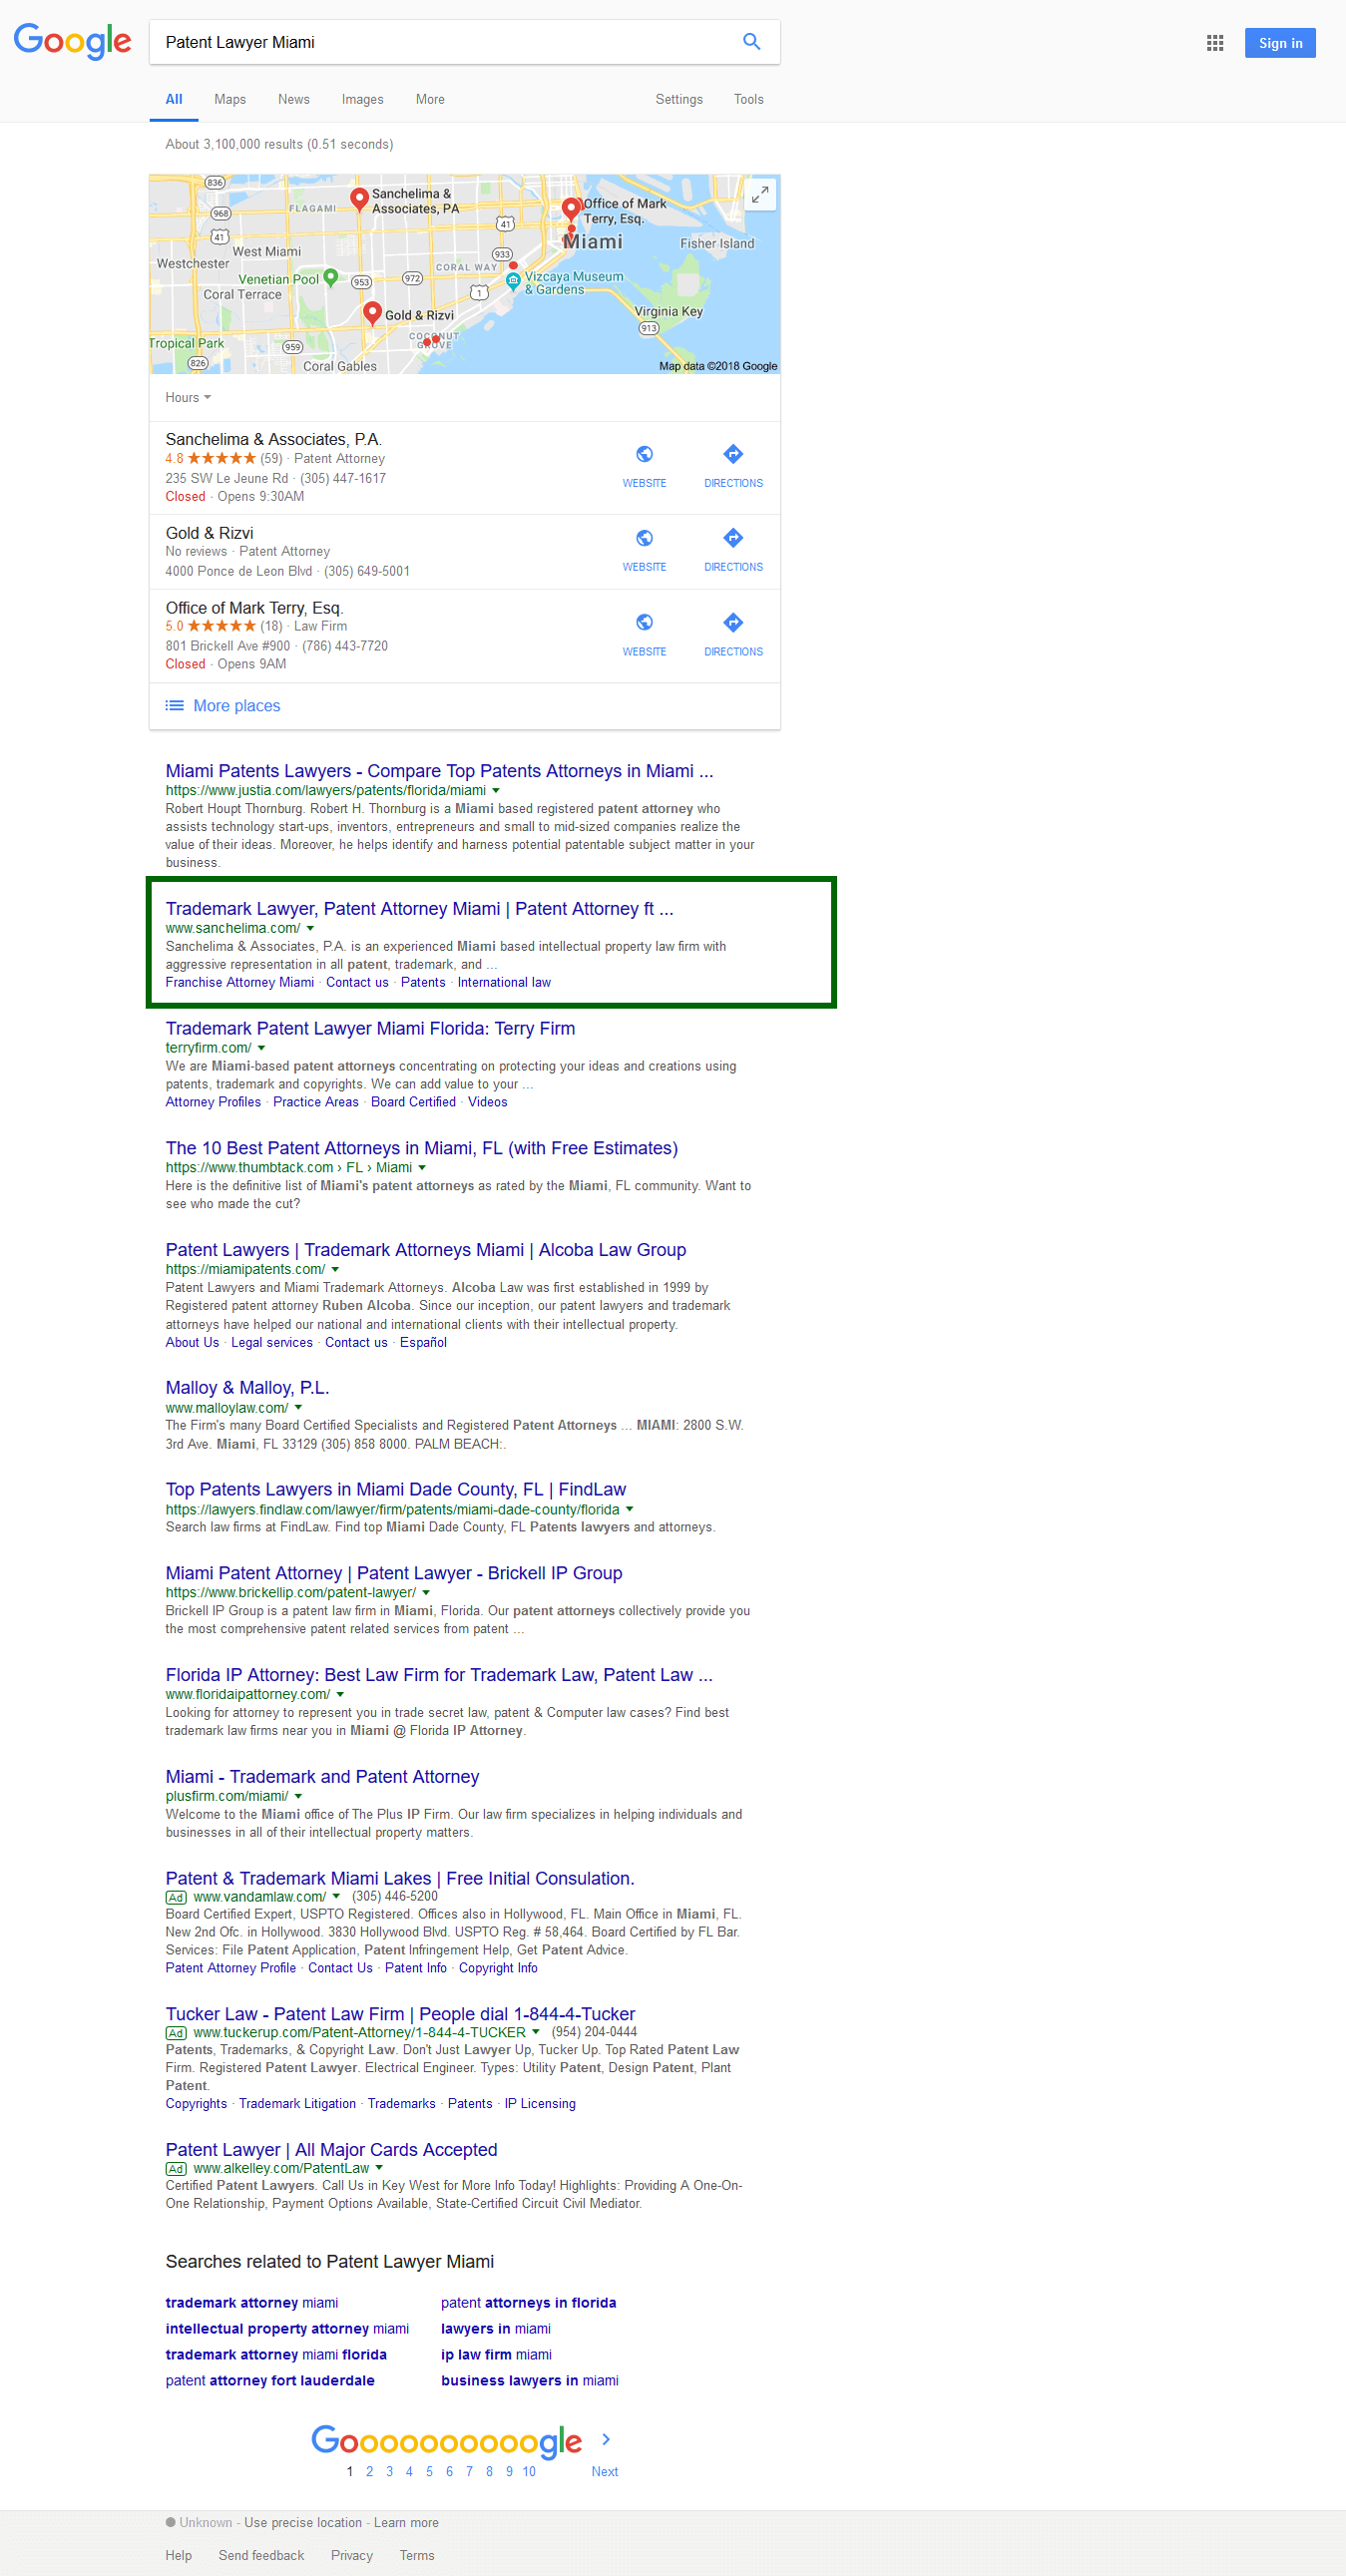 Google
Patent Lawyer Miami
Sign in
All Maps News Images More Settings Tools
About 3,100,000 results (0.51 seconds)
836
Sanchelima &
Associates, PA
FLAGAMI
Office of Mark
Terry, Esq.
968
41
41
Miami
Fisher Island
West Miami
933
Westchester
CORAL WAY
Venetian Pool
953
972
Vizcaya Museum
& Gardens
Coral Terrace
1
Virginia Key
Gold & Rizvi
913
Tropical Park
959
COCONUT
GROVE
826
Coral Gables
Map data ©2018 Google
Hours
Sanchelima & Associates, P.A.
4.8 (59) · Patent Attorney
235 SW Le Jeune Rd · (305) 447-1617
Closed · Opens 9:30AM
WEBSITE DIRECTIONS
Gold & Rizvi
No reviews · Patent Attorney
4000 Ponce de Leon Blvd · (305) 649-5001
WEBSITE DIRECTIONS
Office of Mark Terry, Esq.
5.0 (18) · Law Firm
801 Brickell Ave #900 · (786) 443-7720
Closed · Opens 9AM
WEBSITE DIRECTIONS
More places
Miami Patents Lawyers - Compare Top Patents Attorneys in Miami ...
https://www.justia.com/lawyers/patents/florida/miami
Robert Houpt Thornburg. Robert H. Thornburg is a Miami based registered patent attorney who
assists technology start-ups, inventors, entrepreneurs and small to mid-sized companies realize the
value of their ideas. Moreover, he helps identify and harness potential patentable subject matter in your
business.
Trademark Lawyer, Patent Attorney Miami | Patent Attorney ft ...
www.sanchelima.com/
Sanchelima & Associates, P.A. is an experienced Miami based intellectual property law firm with
aggressive representation in all patent, trademark, and ...
Franchise Attorney Miami · Contact us · Patents · International law
Trademark Patent Lawyer Miami Florida: Terry Firm
terryfirm.com/
We are Miami-based patent attorneys concentrating on protecting your ideas and creations using
patents, trademark and copyrights. We can add value to your ...
Attorney Profiles · Practice Areas · Board Certified · Videos
The 10 Best Patent Attorneys in Miami, FL (with Free Estimates)
https://www.thumbtack.com › FL › Miami
Here is the definitive list of Miami's patent attorneys as rated by the Miami, FL community. Want to
see who made the cut?
Patent Lawyers | Trademark Attorneys Miami | Alcoba Law Group
https://miamipatents.com/
Patent Lawyers and Miami Trademark Attorneys. Alcoba Law was first established in 1999 by
Registered patent attorney Ruben Alcoba. Since our inception, our patent lawyers and trademark
attorneys have helped our national and international clients with their intellectual property.
About Us · Legal services · Contact us · Español
Malloy & Malloy, P.L.
www.malloylaw.com/
The Firm's many Board Certified Specialists and Registered Patent Attorneys ... MIAMI: 2800 S.W.
3rd Ave. Miami, FL 33129 (305) 858 8000. PALM BEACH:.
Top Patents Lawyers in Miami Dade County, FL | FindLaw
https://lawyers.findlaw.com/lawyer/firm/patents/miami-dade-county/florida
Search law firms at FindLaw. Find top Miami Dade County, FL Patents lawyers and attorneys.
Miami Patent Attorney | Patent Lawyer - Brickell IP Group
https://www.brickellip.com/patent-lawyer/
Brickell IP Group is a patent law firm in Miami, Florida. Our patent attorneys collectively provide you
the most comprehensive patent related services from patent ...
Florida IP Attorney: Best Law Firm for Trademark Law, Patent Law ...
www.floridaipattorney.com/
Looking for attorney to represent you in trade secret law, patent & Computer law cases? Find best
trademark law firms near you in Miami @ Florida IP Attorney.
Miami - Trademark and Patent Attorney
plusfirm.com/miami/
Welcome to the Miami office of The Plus IP Firm. Our law firm specializes in helping individuals and
businesses in all of their intellectual property matters.
Patent & Trademark Miami Lakes | Free Initial Consulation.
Ad www.vandamlaw.com/ (305) 446-5200
Board Certified Expert, USPTO Registered. Offices also in Hollywood, FL. Main Office in Miami, FL.
New 2nd Ofc. in Hollywood. 3830 Hollywood Blvd. USPTO Reg. # 58,464. Board Certified by FL Bar.
Services: File Patent Application, Patent Infringement Help, Get Patent Advice.
Patent Attorney Profile · Contact Us · Patent Info · Copyright Info
Tucker Law - Patent Law Firm | People dial 1-844-4-Tucker
Ad www.tuckerup.com/Patent-Attorney/1-844-4-TUCKER (954) 204-0444
Patents, Trademarks, & Copyright Law. Don't Just Lawyer Up, Tucker Up. Top Rated Patent Law
Firm. Registered Patent Lawyer. Electrical Engineer. Types: Utility Patent, Design Patent, Plant
Patent.
Copyrights · Trademark Litigation · Trademarks · Patents · IP Licensing
Patent Lawyer | All Major Cards Accepted
Ad www.alkelley.com/PatentLaw
Certified Patent Lawyers. Call Us in Key West for More Info Today! Highlights: Providing A One-On-
One Relationship, Payment Options Available, State-Certified Circuit Civil Mediator.
Searches related to Patent Lawyer Miami
trademark attorney miami patent attorneys in florida
intellectual property attorney miami lawyers in miami
trademark attorney miami florida ip law firm miami
patent attorney fort lauderdale business lawyers in miami
Goooooooooogle
1 2 3 4 5 6 7 8 9 10 Next
Unknown - Use precise location - Learn more
Help Send feedback Privacy Terms